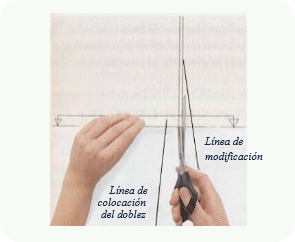 Línea de
modificación
Línea de
colocación
del doblez